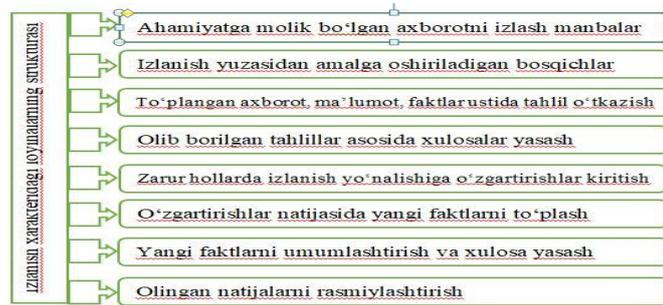 Izlanish xarakteridagi loyihalarning strukturasi
Ahamiyatga molik bo‘lgan axborotni izlash manbalar
Izlanish yuzasidan amalga oshiriladigan bosqichlar
To‘plangan axborot, ma’lumot, faktlar ustida tahlil o‘tkazish
Olib borilgan tahlillar asosida xulosalar yasash
Zarur hollarda izlanish yo‘nalishiga o‘zgartirishlar kiritish
O‘zgartirishlar natijasida yangi faktlarni to‘plash
Yangi faktlarni umumlashtirish va xulosa yasash
Olingan natijalarni rasmiylashtirish